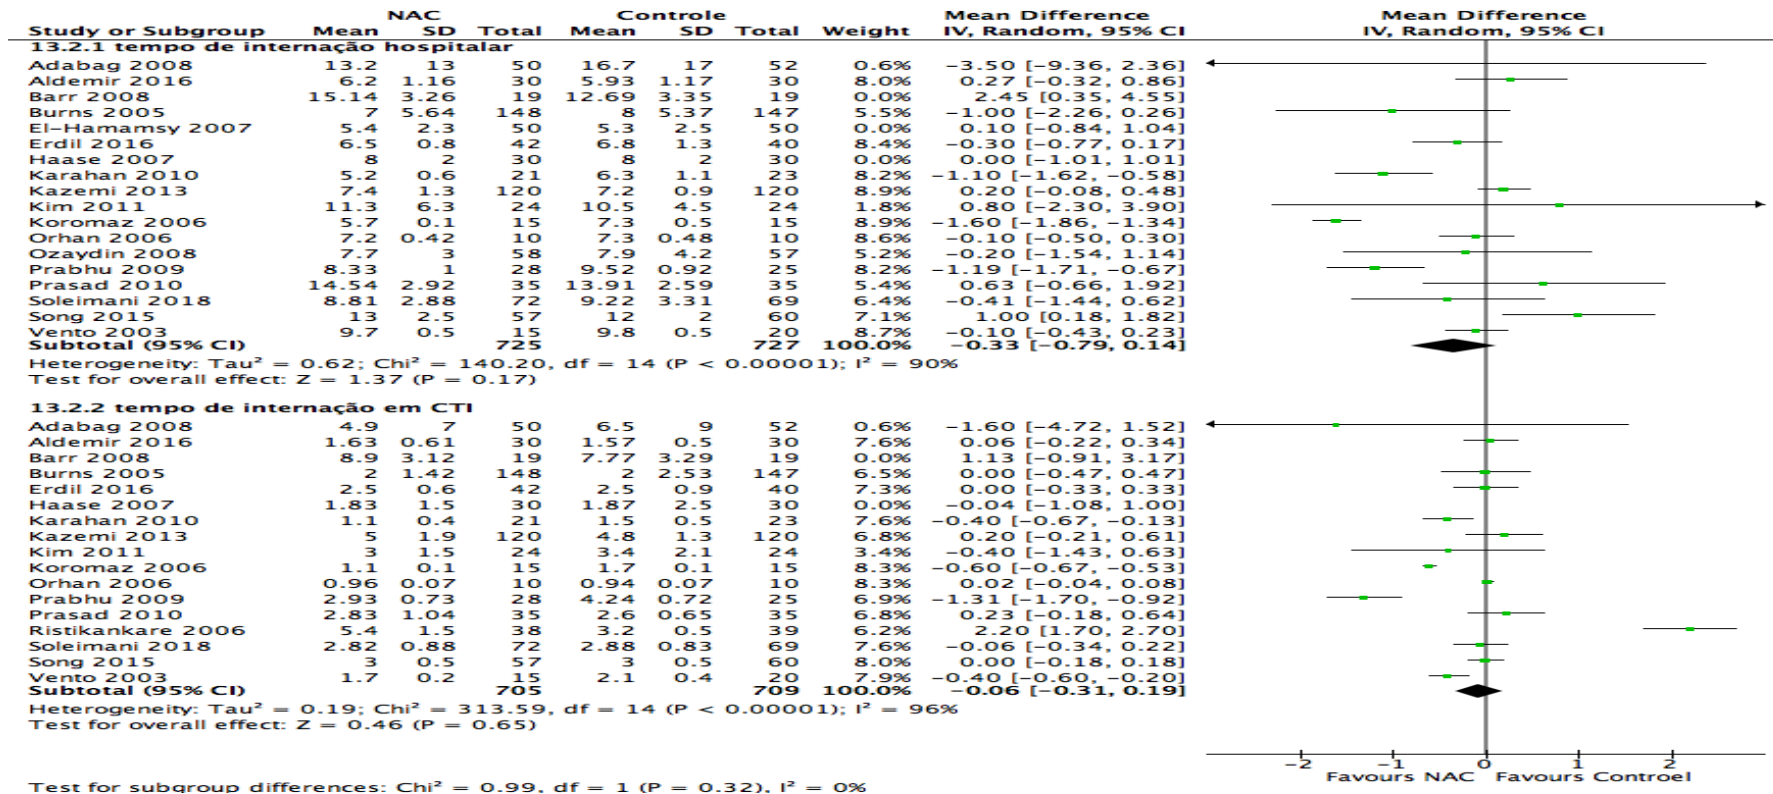 NAC Controle Mean Difference Mean Difference
Study or Subgroup Mean SD Total Mean SD Total Weight IV, Random, 95% CI IV, Random, 95% CI
13.2.1 tempo de internação hospitalar
Adabag 2008 13.2 13 50 16.7 17 52 0.6% −3.50 [−9.36, 2.36]
Aldemir 2016 6.2 1.16 30 5.93 1.17 30 8.0% 0.27 [−0.32, 0.86]
Barr 2008 15.14 3.26 19 12.69 3.35 19 0.0% 2.45 [0.35, 4.55]
Burns 2005 7 5.64 148 8 5.37 147 5.5% −1.00 [−2.26, 0.26]
El−Hamamsy 2007 5.4 2.3 50 5.3 2.5 50 0.0% 0.10 [−0.84, 1.04]
Erdil 2016 6.5 0.8 42 6.8 1.3 40 8.4% −0.30 [−0.77, 0.17]
Haase 2007 8 2 30 8 2 30 0.0% 0.00 [−1.01, 1.01]
Karahan 2010 5.2 0.6 21 6.3 1.1 23 8.2% −1.10 [−1.62, −0.58]
Kazemi 2013 7.4 1.3 120 7.2 0.9 120 8.9% 0.20 [−0.08, 0.48]
Kim 2011 11.3 6.3 24 10.5 4.5 24 1.8% 0.80 [−2.30, 3.90]
Koromaz 2006 5.7 0.1 15 7.3 0.5 15 8.9% −1.60 [−1.86, −1.34]
Orhan 2006 7.2 0.42 10 7.3 0.48 10 8.6% −0.10 [−0.50, 0.30]
Ozaydin 2008 7.7 3 58 7.9 4.2 57 5.2% −0.20 [−1.54, 1.14]
Prabhu 2009 8.33 1 28 9.52 0.92 25 8.2% −1.19 [−1.71, −0.67]
Prasad 2010 14.54 2.92 35 13.91 2.59 35 5.4% 0.63 [−0.66, 1.92]
Soleimani 2018 8.81 2.88 72 9.22 3.31 69 6.4% −0.41 [−1.44, 0.62]
Song 2015 13 2.5 57 12 2 60 7.1% 1.00 [0.18, 1.82]
Vento 2003 9.7 0.5 15 9.8 0.5 20 8.7% −0.10 [−0.43, 0.23]
Subtotal (95% CI) 725 727 100.0% −0.33 [−0.79, 0.14]
Heterogeneity: Tau² = 0.62; Chi² = 140.20, df = 14 (P < 0.00001); I² = 90%
Test for overall effect: Z = 1.37 (P = 0.17)
13.2.2 tempo de internação em CTI
Adabag 2008 4.9 7 50 6.5 9 52 0.6% −1.60 [−4.72, 1.52]
Aldemir 2016 1.63 0.61 30 1.57 0.5 30 7.6% 0.06 [−0.22, 0.34]
Barr 2008 8.9 3.12 19 7.77 3.29 19 0.0% 1.13 [−0.91, 3.17]
Burns 2005 2 1.42 148 2 2.53 147 6.5% 0.00 [−0.47, 0.47]
Erdil 2016 2.5 0.6 42 2.5 0.9 40 7.3% 0.00 [−0.33, 0.33]
Haase 2007 1.83 1.5 30 1.87 2.5 30 0.0% −0.04 [−1.08, 1.00]
Karahan 2010 1.1 0.4 21 1.5 0.5 23 7.6% −0.40 [−0.67, −0.13]
Kazemi 2013 5 1.9 120 4.8 1.3 120 6.8% 0.20 [−0.21, 0.61]
Kim 2011 3 1.5 24 3.4 2.1 24 3.4% −0.40 [−1.43, 0.63]
Koromaz 2006 1.1 0.1 15 1.7 0.1 15 8.3% −0.60 [−0.67, −0.53]
Orhan 2006 0.96 0.07 10 0.94 0.07 10 8.3% 0.02 [−0.04, 0.08]
Prabhu 2009 2.93 0.73 28 4.24 0.72 25 6.9% −1.31 [−1.70, −0.92]
Prasad 2010 2.83 1.04 35 2.6 0.65 35 6.8% 0.23 [−0.18, 0.64]
Ristikankare 2006 5.4 1.5 38 3.2 0.5 39 6.2% 2.20 [1.70, 2.70]
Soleimani 2018 2.82 0.88 72 2.88 0.83 69 7.6% −0.06 [−0.34, 0.22]
Song 2015 3 0.5 57 3 0.5 60 8.0% 0.00 [−0.18, 0.18]
Vento 2003 1.7 0.2 15 2.1 0.4 20 7.9% −0.40 [−0.60, −0.20]
Subtotal (95% CI) 705 709 100.0% −0.06 [−0.31, 0.19]
Heterogeneity: Tau² = 0.19; Chi² = 313.59, df = 14 (P < 0.00001); I² = 96%
Test for overall effect: Z = 0.46 (P = 0.65)
−2 −1 0 1 2
Favours NAC Favours Controel
Test for subgroup differences: Chi² = 0.99, df = 1 (P = 0.32), I² = 0%